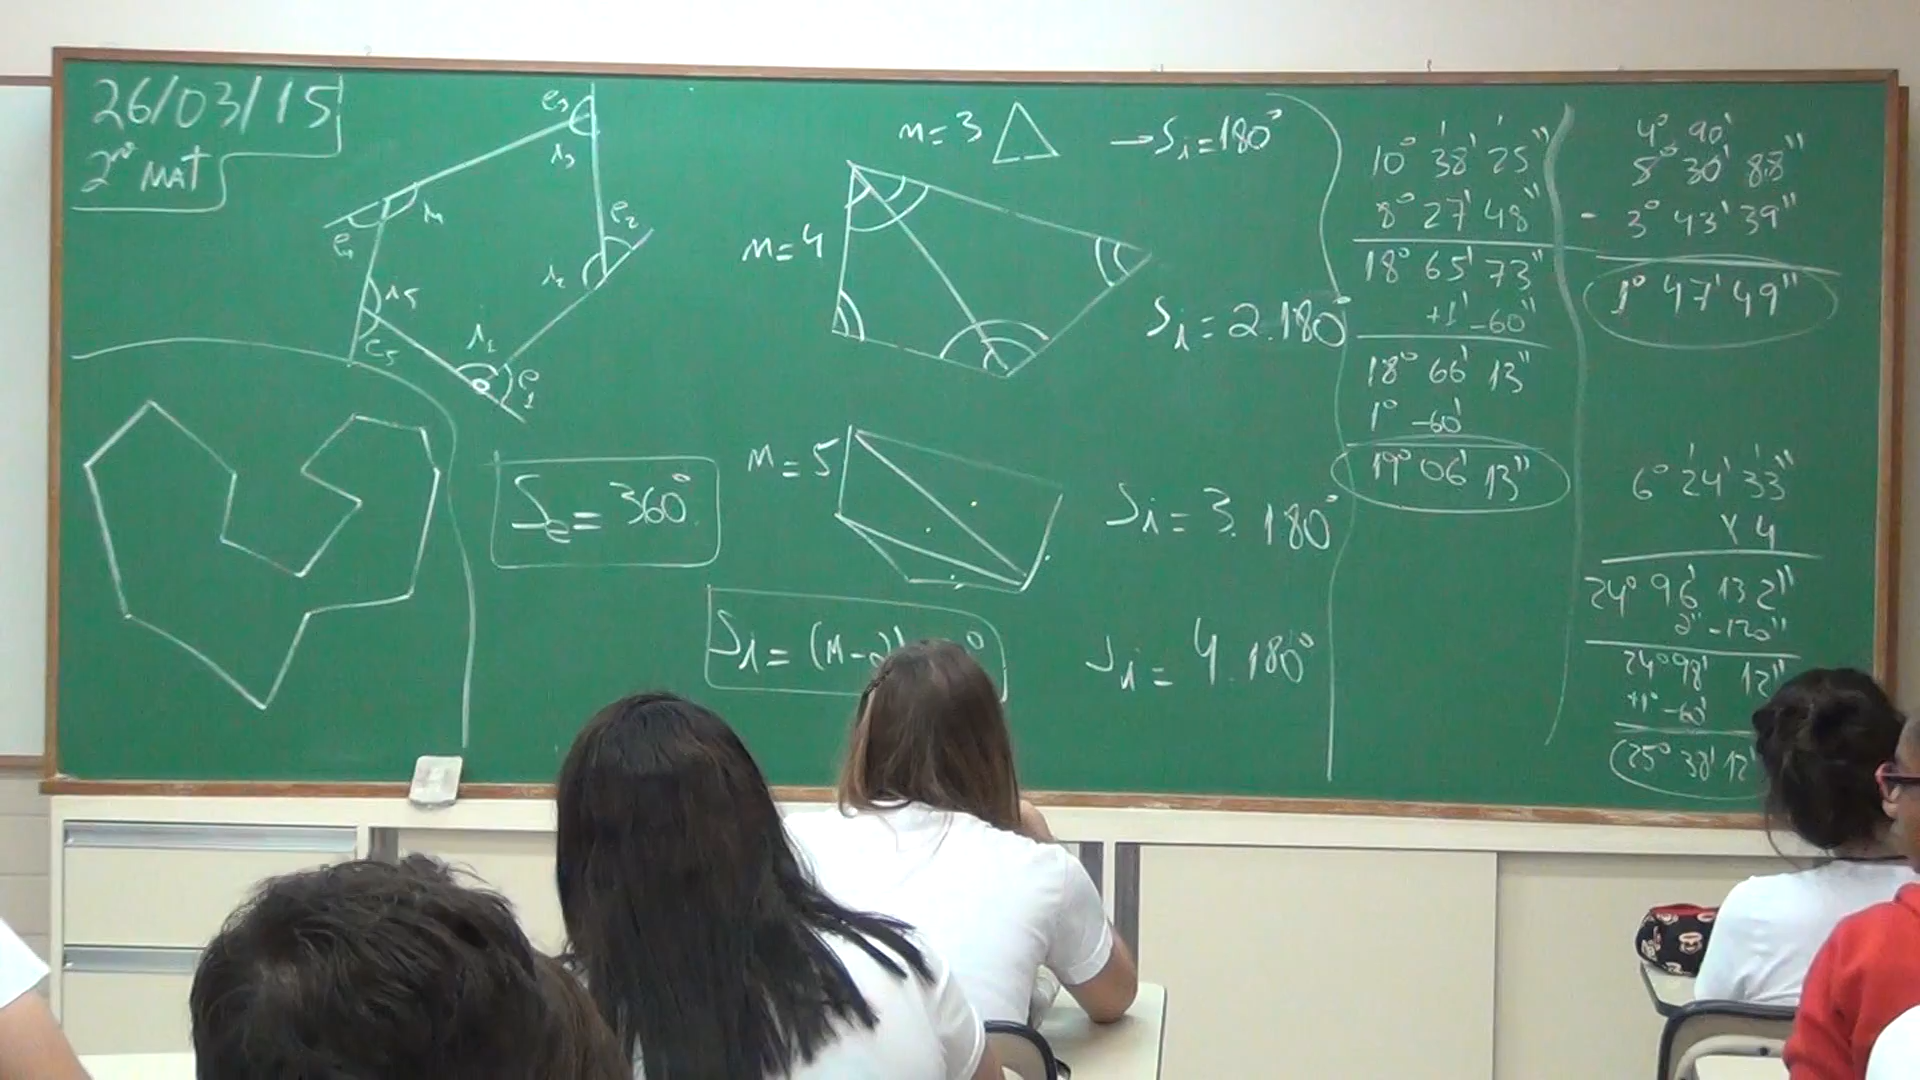 26/03/15
2º MAT
e3
i3
e2
i2
e4
i4
i5
e5
i1
e1
Se = 360°
n = 3 → Si = 180°
n = 4
Si = 2.180°
n = 5
Si = 3.180°
Si = (n-2) °
Si = 4.180°
10° 38' 25"
8° 27' 48"
18° 65' 73"
+1' -60"
18° 66' 13"
1° -60'
19° 06' 13"
4° 90'
5° 30' 88"
- 3° 43' 39"
1° 47' 49"
6° 24' 33"
x 4
24° 96' 132"
2" -120"
24° 98' 12"
+1° -60'
25° 38' 12"